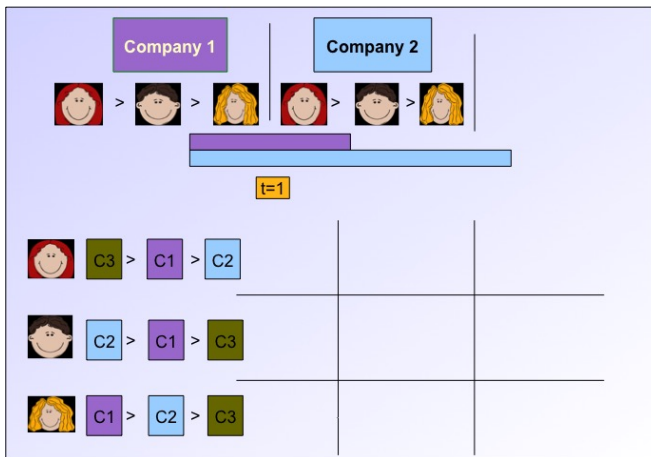 Company 1 Company 2
> > > >
t=1
C3 > C1 > C2
C2 > C1 > C3
C1 > C2 > C3